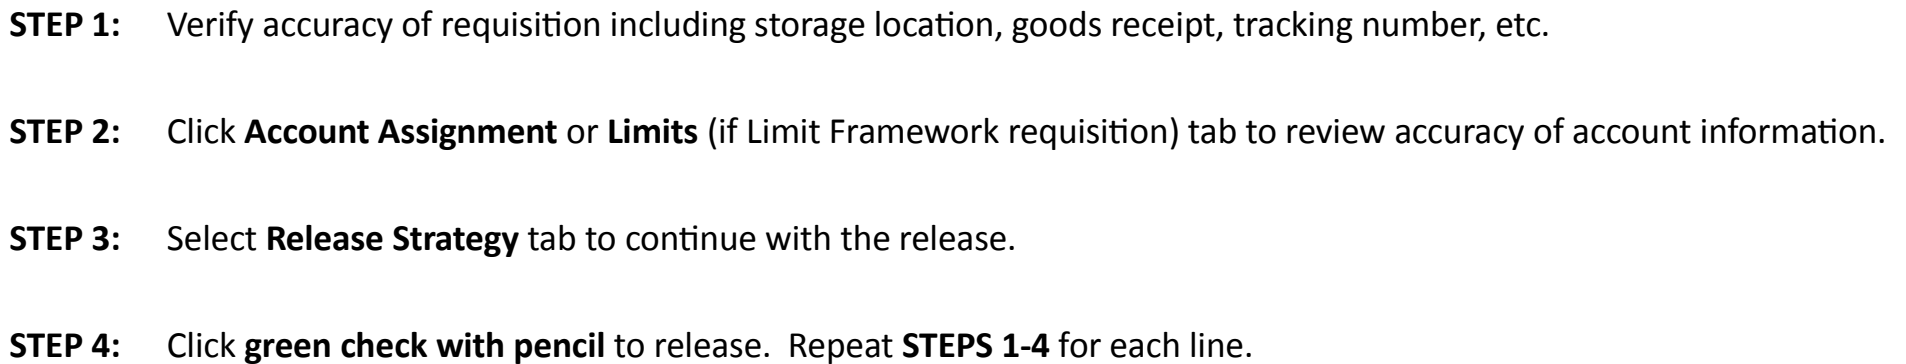 STEP 1: Verify accuracy of requisition including storage location, goods receipt, tracking number, etc.
STEP 2: Click Account Assignment or Limits (if Limit Framework requisition) tab to review accuracy of account information.
STEP 3: Select Release Strategy tab to continue with the release.
STEP 4: Click green check with pencil to release.  Repeat STEPS 1-4 for each line.